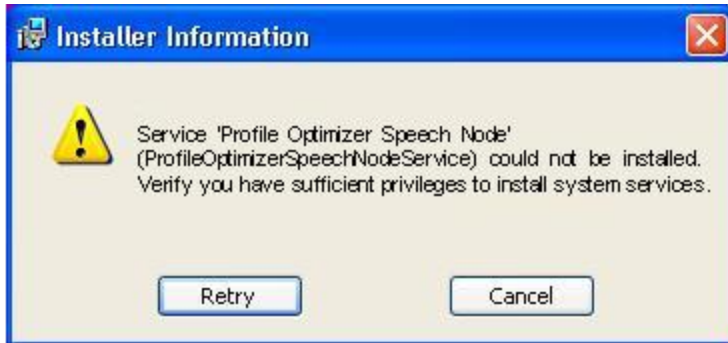 Installer Information
Service 'Profile Optimizer Speech Node'
(ProfileOptimizerSpeechNodeService) could not be installed.
Verify you have sufficient privileges to install system services.
Retry Cancel